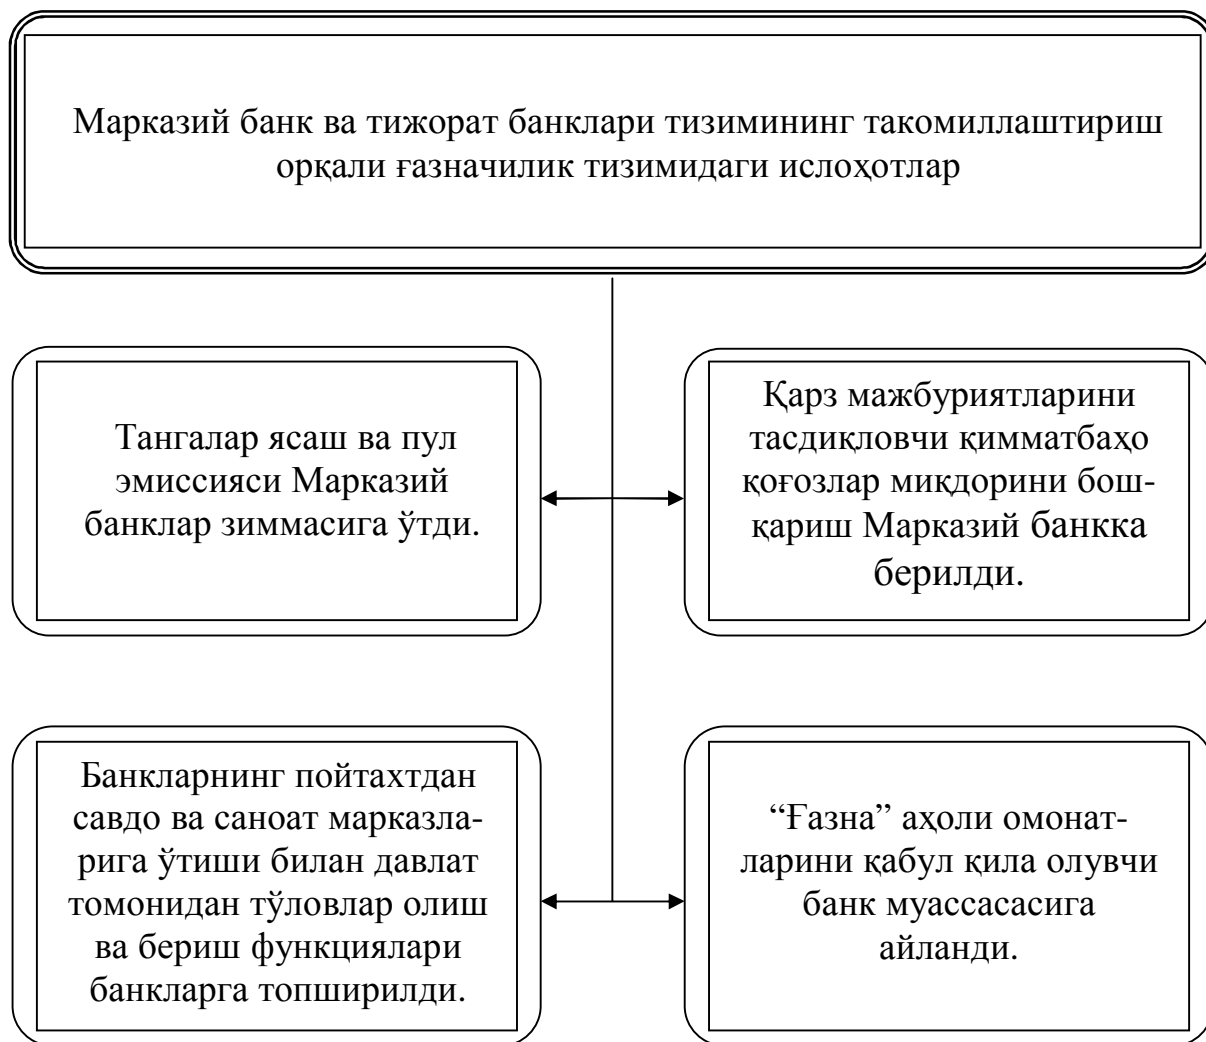 Марказий банк ва тижорат банклари тизимининг такомиллаштириш
орқали ғазначилик тизимидаги ислоҳотлар
Тангалар ясаш ва пул
эмиссияси Марказий
банклар зиммасига ўтди.
Қарз мажбуриятларини
тасдиқловчи қимматбаҳо
қоғозлар миқдорини бош-
қариш Марказий банкка
берилди.
Банкларнинг пойтахтдан
савдо ва саноат марказла-
рига ўтиши билан давлат
томонидан тўловлар олиш
ва бериш функциялари
банкларга топширилди.
“Ғазна” аҳоли омонат-
ларини қабул қила олувчи
банк муассасасига
айланди.